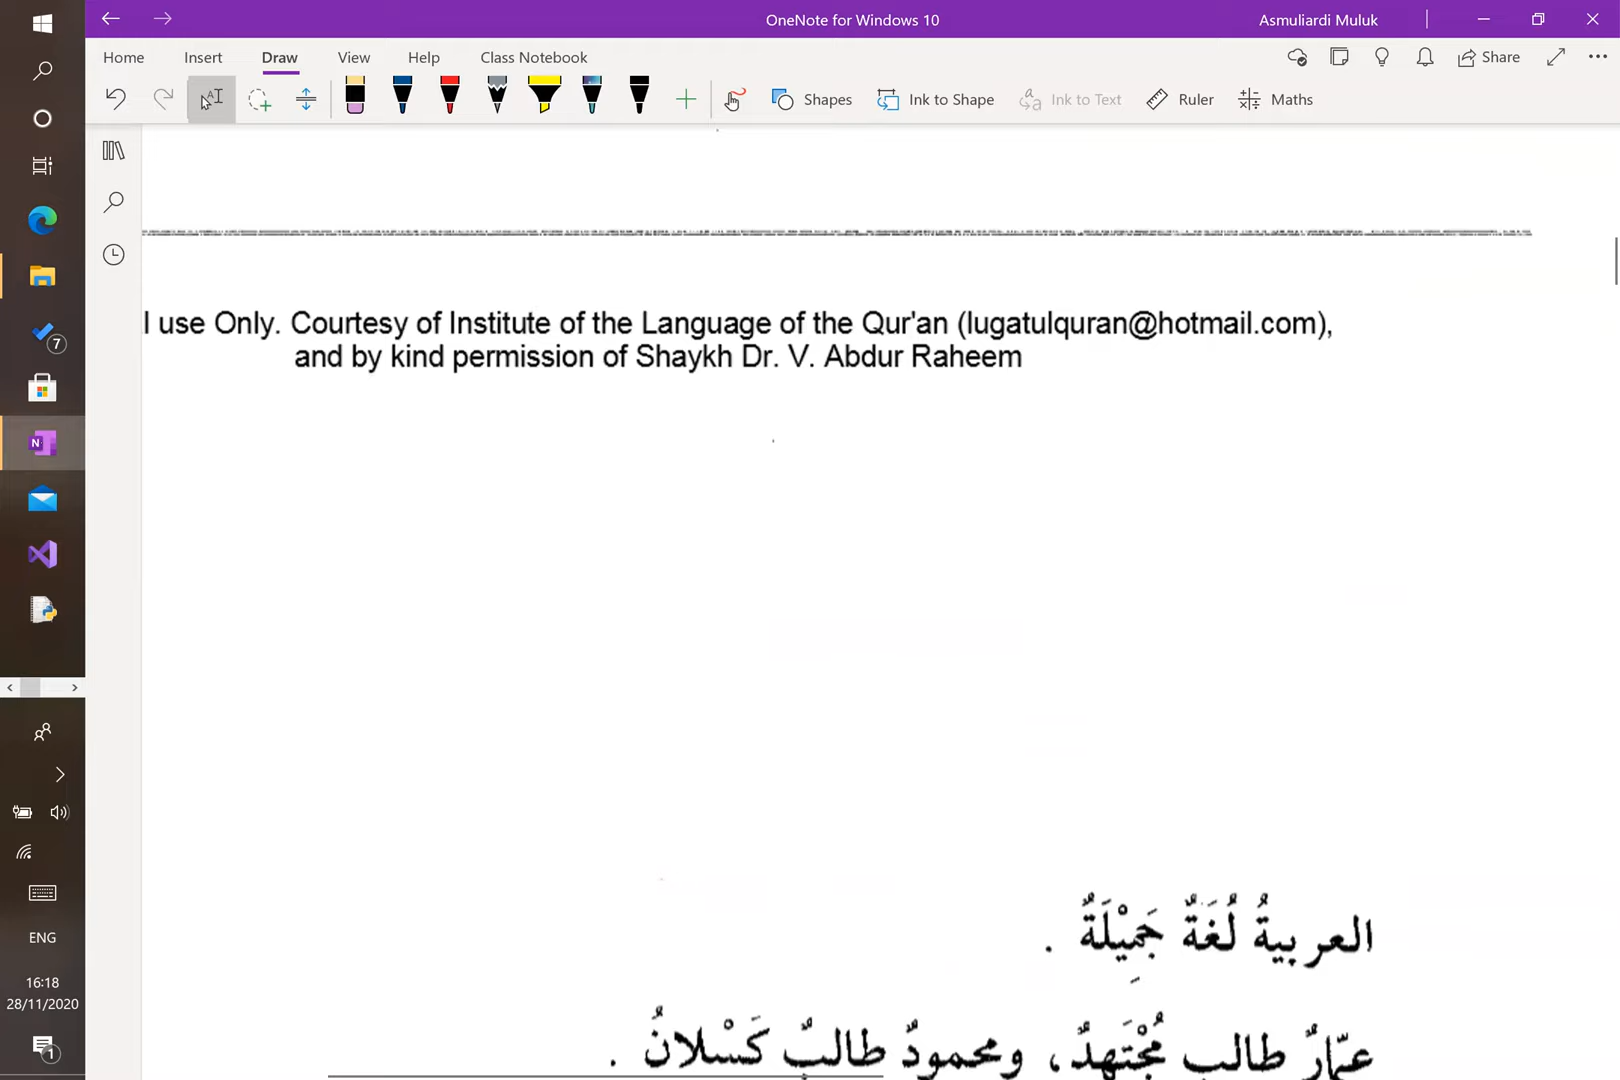 OneNote for Windows 10
Asmuliardi Muluk
Home
Insert
Draw
View
Help
Class Notebook
Share
Shapes
Ink to Shape
Ink to Text
Ruler
Maths
l use Only. Courtesy of Institute of the Language of the Qur'an (lugatulquran@hotmail.com),
and by kind permission of Shaykh Dr. V. Abdur Raheem
العربيةُ لُغَةٌ جَمِيْلَةٌ .
عمّارٌ طالب مُجْتَهِدٌ، ومحمودٌ طالبٌ كَسْلانُ .
7
ENG
16:18
28/11/2020
1